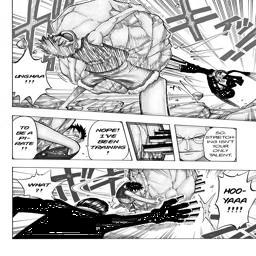 UNGHAA
???
SO,
STRETCH-
ING
ISN'T
YOUR
ONLY
TALENT.
NOPE!
I'VE
BEEN
TRAINING
!
TO
BE A
PI-
RATE
??
WHAT
?
HOO-
YAAA
????